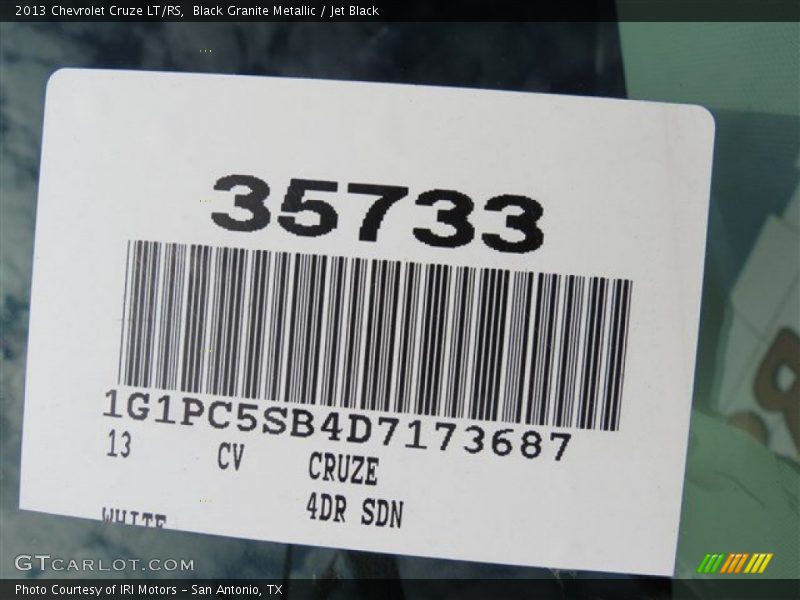 2013 Chevrolet Cruze LT/RS,  Black Granite Metallic / Jet Black
35733
1G1PC5SB4D7173687
13 CV CRUZE
4DR SDN
WHITE
GTCARLOT.COM
Photo Courtesy of IRI Motors – San Antonio, TX